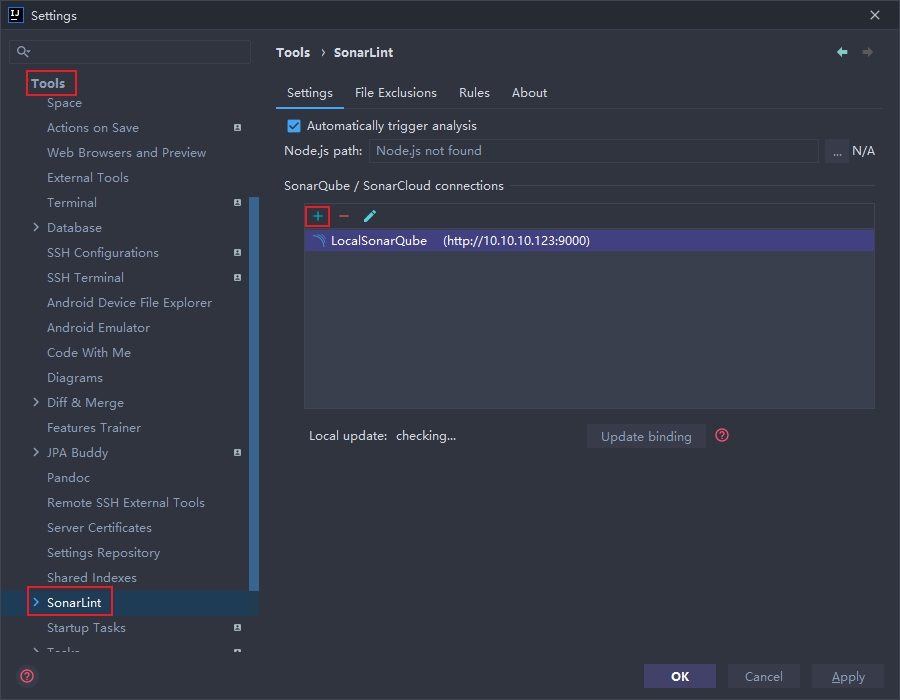 Settings
Tools
Space
Actions on Save
Web Browsers and Preview
External Tools
Terminal
Database
SSH Configurations
SSH Terminal
Android Device File Explorer
Android Emulator
Code With Me
Diagrams
Diff & Merge
Features Trainer
JPA Buddy
Pandoc
Remote SSH External Tools
Server Certificates
Settings Repository
Shared Indexes
SonarLint
Startup Tasks
Tasks
Tools › SonarLint
Settings File Exclusions Rules About
Automatically trigger analysis
Node.js path: Node.js not found ... N/A
SonarQube / SonarCloud connections
LocalSonarQube (http://10.10.10.123:9000)
Local update: checking... Update binding
OK Cancel Apply